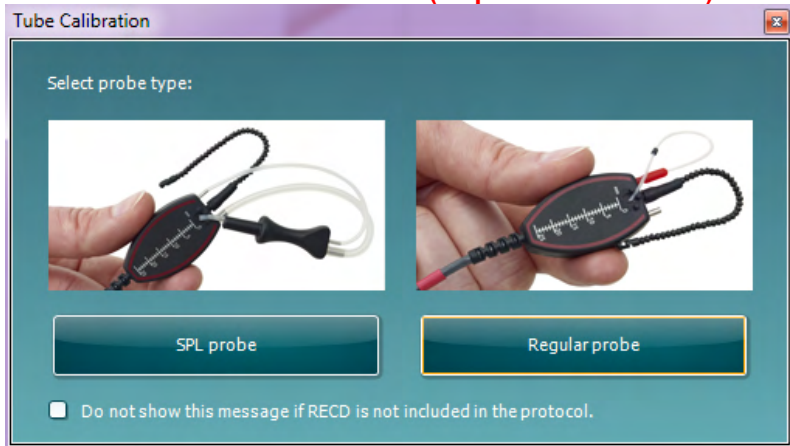 Tube Calibration
Select probe type:
SPL probe
Regular probe
Do not show this message if RECD is not included in the protocol.